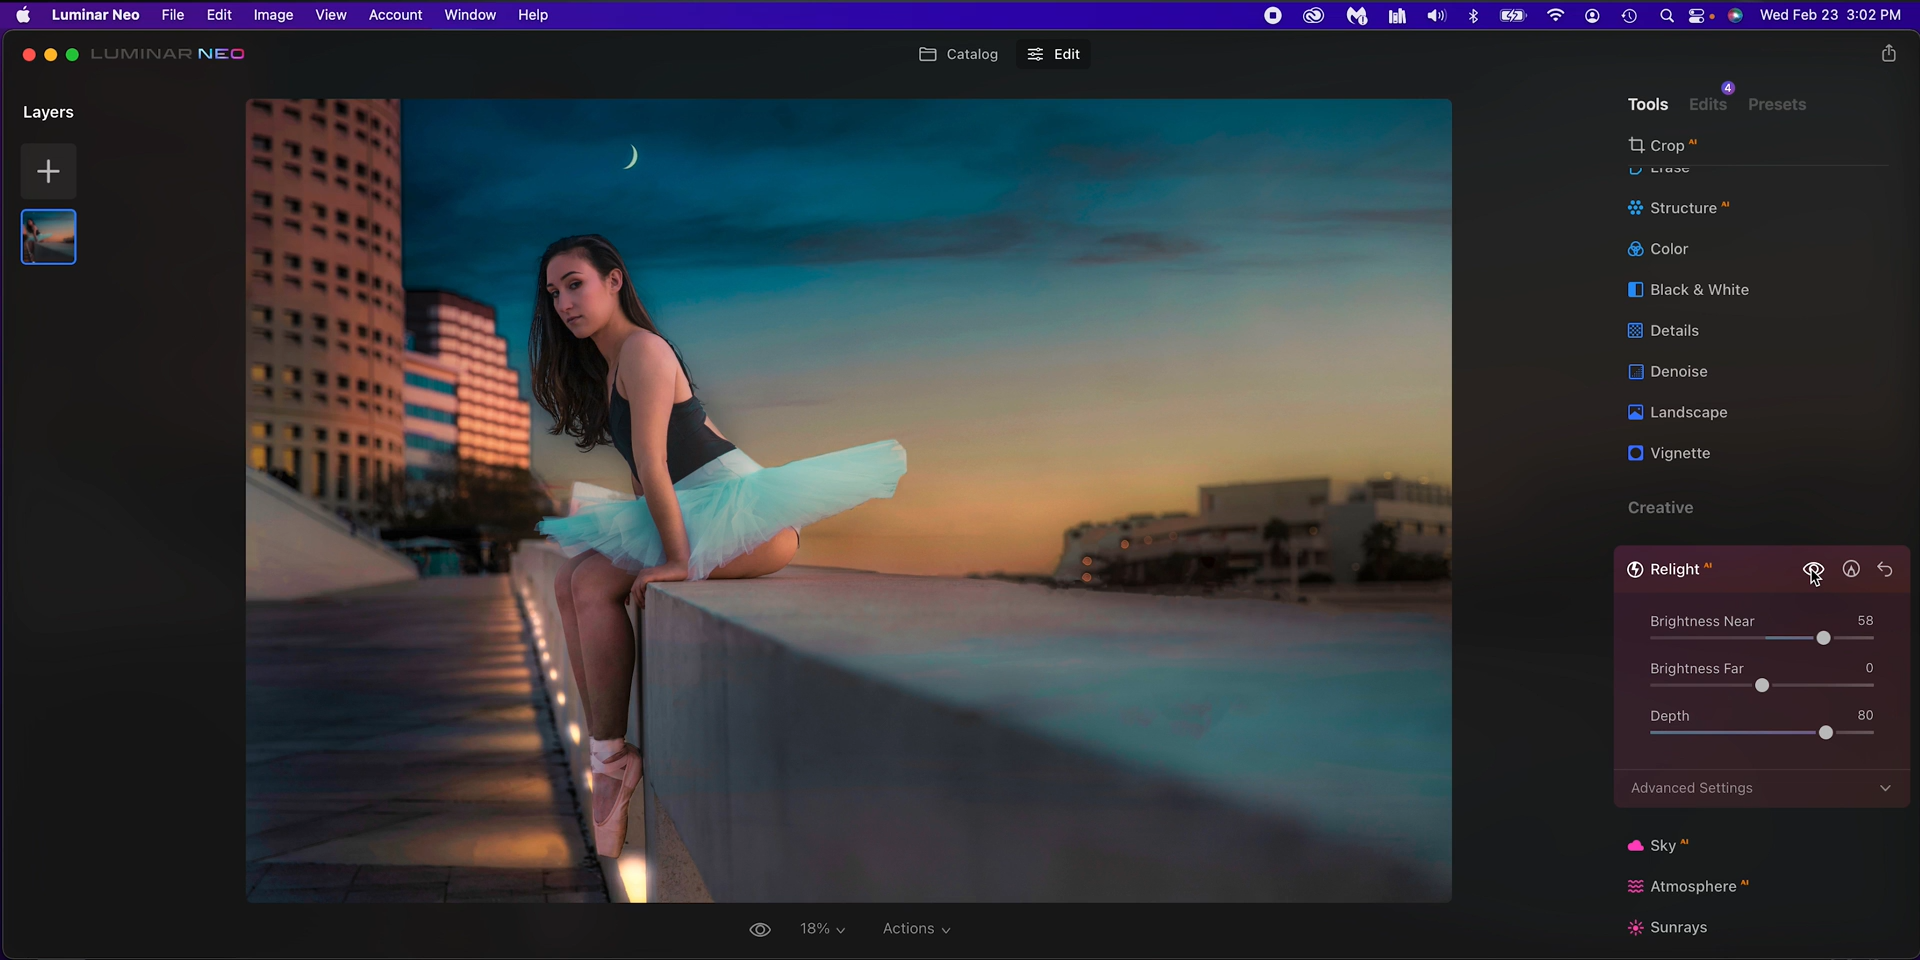 Luminar Neo File Edit Image View Account Window Help Wed Feb 23 3:02 PM
LUMINAR NEO Catalog Edit
Layers
4
Tools Edits Presets
Crop AI
Erase
Structure AI
Color
Black & White
Details
Denoise
Landscape
Vignette
Creative
Relight AI
Brightness Near 58
Brightness Far 0
Depth 80
Advanced Settings
Sky AI
Atmosphere AI
Sunrays
18% Actions